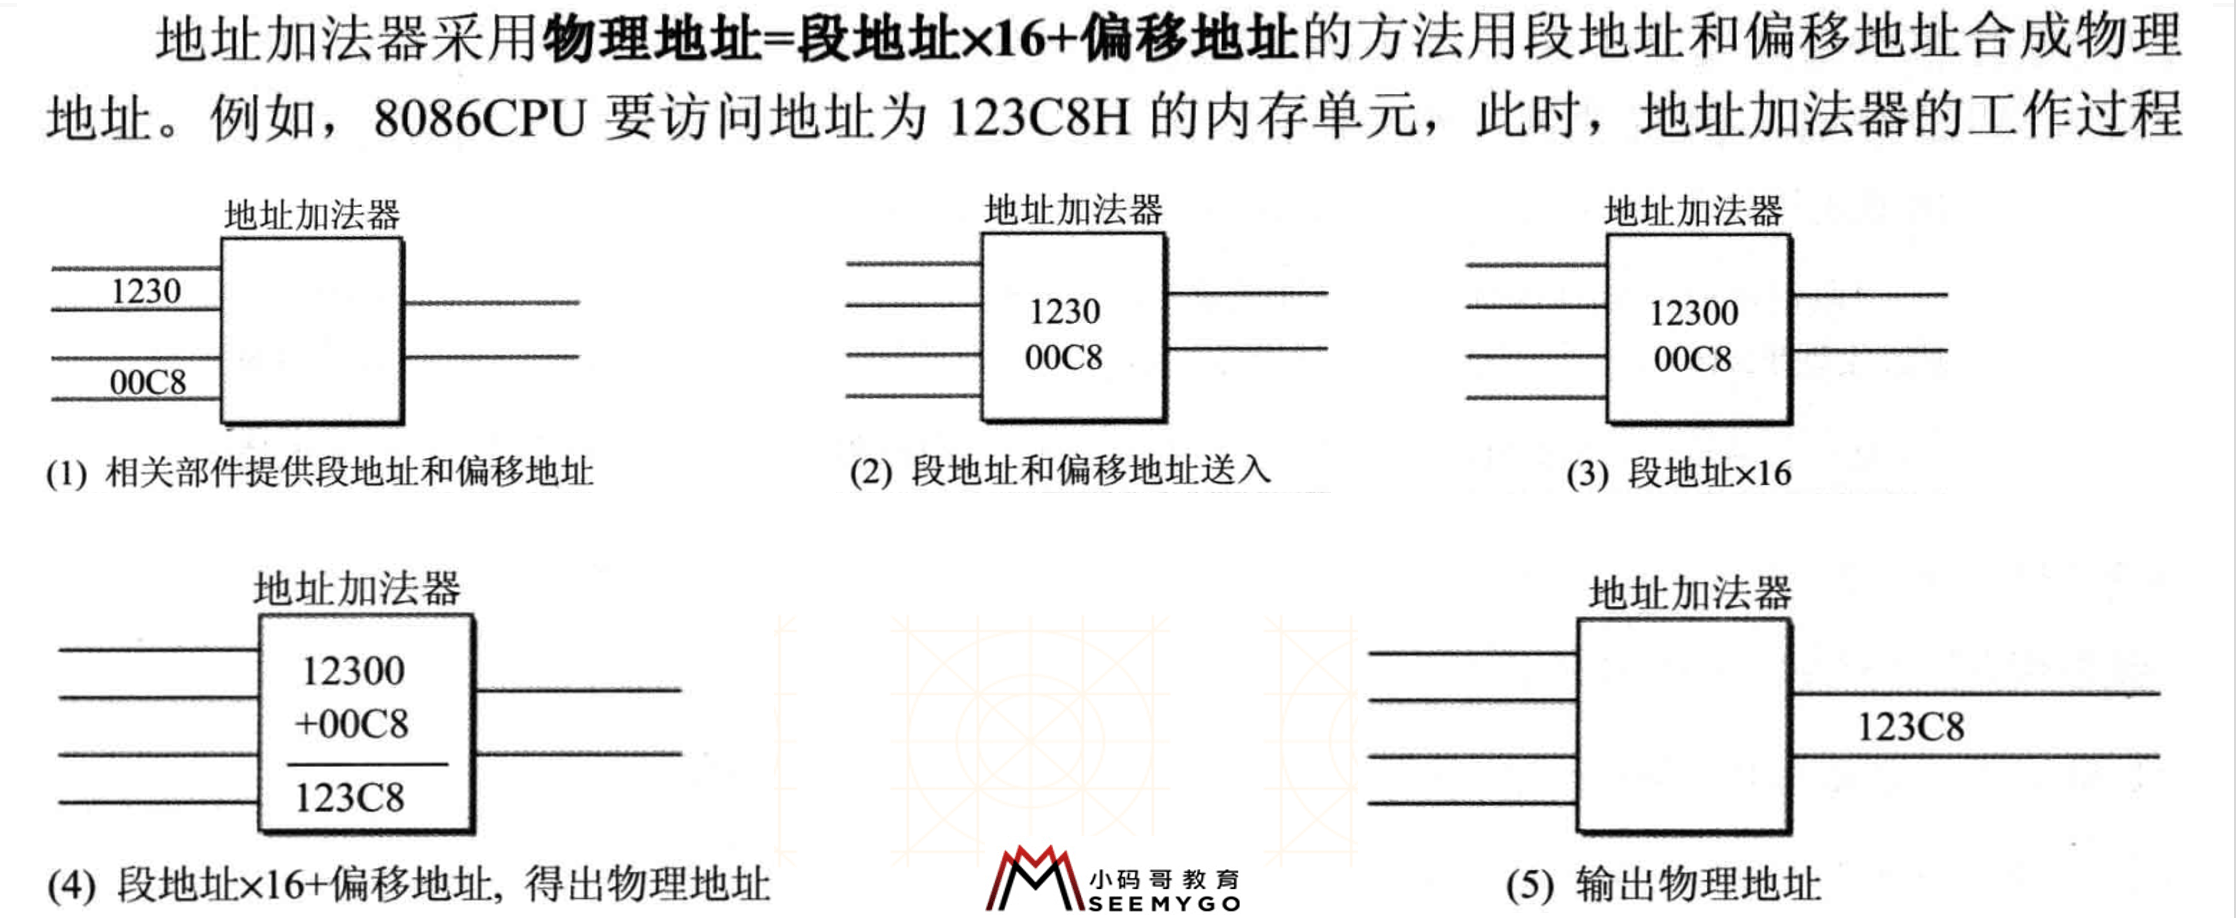 地址加法器采用物理地址=段地址×16+偏移地址的方法用段地址和偏移地址合成物理
地址。例如，8086CPU 要访问地址为 123C8H 的内存单元，此时，地址加法器的工作过程
地址加法器
1230
00C8
(1) 相关部件提供段地址和偏移地址
地址加法器
1230
00C8
(2) 段地址和偏移地址送入
地址加法器
12300
00C8
(3) 段地址×16
地址加法器
12300
+00C8
123C8
(4) 段地址×16+偏移地址, 得出物理地址
地址加法器
123C8
(5) 输出物理地址
小码哥教育
SEEMYGO